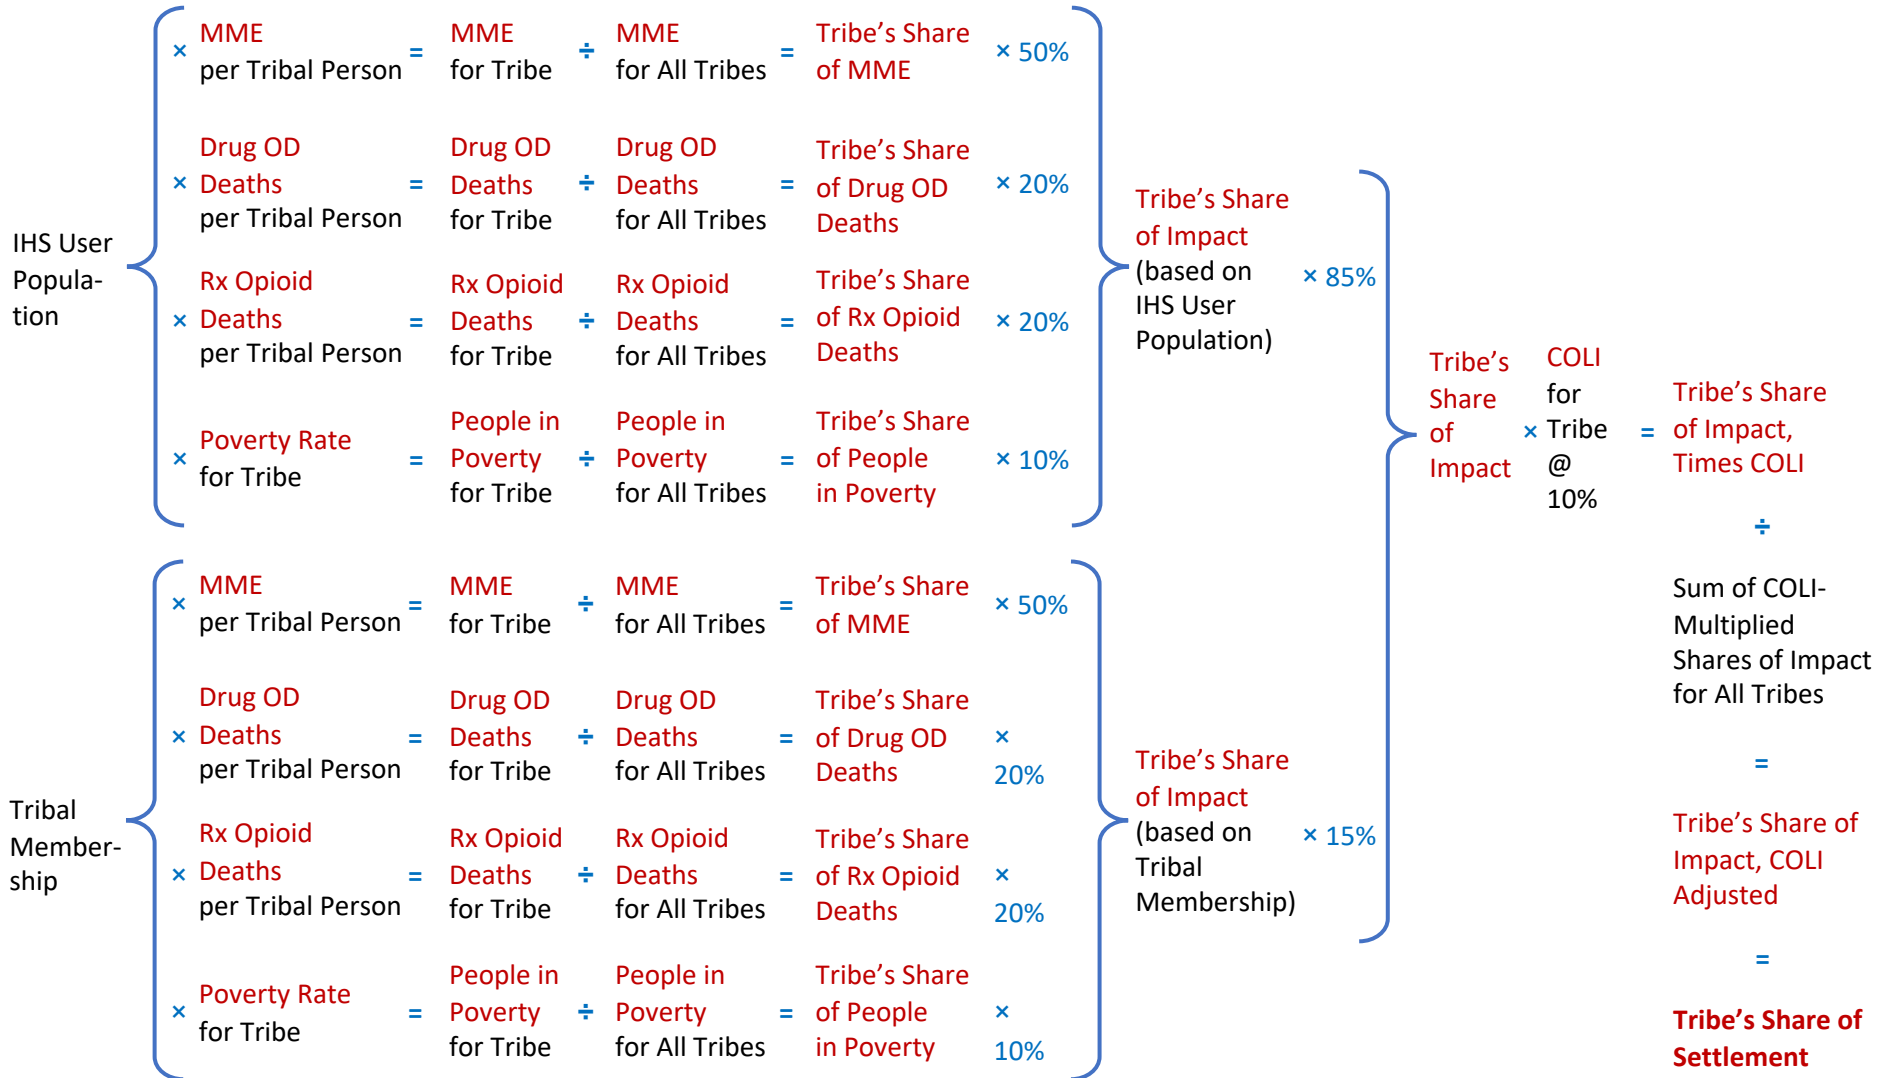 IHS User
Popula-
tion
× MME
per Tribal Person
=
MME
for Tribe
÷
MME
for All Tribes
=
Tribe’s Share
of MME
× 50%
×
Drug OD
Deaths
per Tribal Person
=
Drug OD
Deaths
for Tribe
÷
Drug OD
Deaths
for All Tribes
=
Tribe’s Share
of Drug OD
Deaths
× 20%
×
Rx Opioid
Deaths
per Tribal Person
=
Rx Opioid
Deaths
for Tribe
÷
Rx Opioid
Deaths
for All Tribes
=
Tribe’s Share
of Rx Opioid
Deaths
× 20%
×
Poverty Rate
for Tribe
=
People in
Poverty
for Tribe
÷
People in
Poverty
for All Tribes
=
Tribe’s Share
of People
in Poverty
× 10%
Tribe’s Share
of Impact
(based on
IHS User
Population)
× 85%
Tribal
Member-
ship
×
MME
per Tribal Person
=
MME
for Tribe
÷
MME
for All Tribes
=
Tribe’s Share
of MME
× 50%
×
Drug OD
Deaths
per Tribal Person
=
Drug OD
Deaths
for Tribe
÷
Drug OD
Deaths
for All Tribes
=
Tribe’s Share
of Drug OD
Deaths
×
20%
×
Rx Opioid
Deaths
per Tribal Person
=
Rx Opioid
Deaths
for Tribe
÷
Rx Opioid
Deaths
for All Tribes
=
Tribe’s Share
of Rx Opioid
Deaths
×
20%
×
Poverty Rate
for Tribe
=
People in
Poverty
for Tribe
÷
People in
Poverty
for All Tribes
=
Tribe’s Share
of People
in Poverty
×
10%
Tribe’s Share
of Impact
(based on
Tribal
Membership)
× 15%
Tribe’s
Share
of
Impact
×
COLI
for
Tribe
@
10%
=
Tribe’s Share
of Impact,
Times COLI
÷
Sum of COLI-
Multiplied
Shares of Impact
for All Tribes
=
Tribe’s Share of
Impact, COLI
Adjusted
=
Tribe’s Share of
Settlement